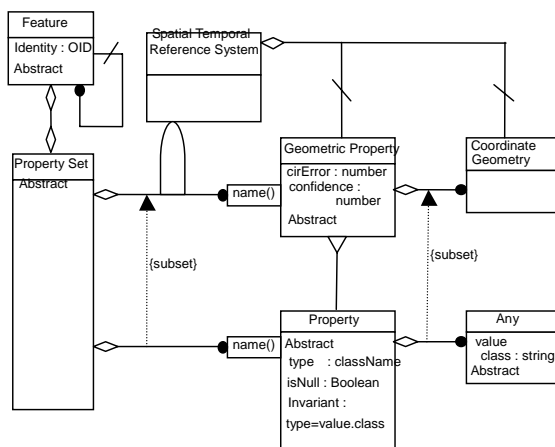 Feature
Identity : OID
Abstract
Spatial Temporal
Reference System
Property Set
Abstract
Geometric Property
cirError : number
confidence :
number
Abstract
Coordinate
Geometry
name()
{subset}
{subset}
name()
Property
Abstract
type : className
isNull : Boolean
Invariant :
type=value.class
Any
value
class : string
Abstract